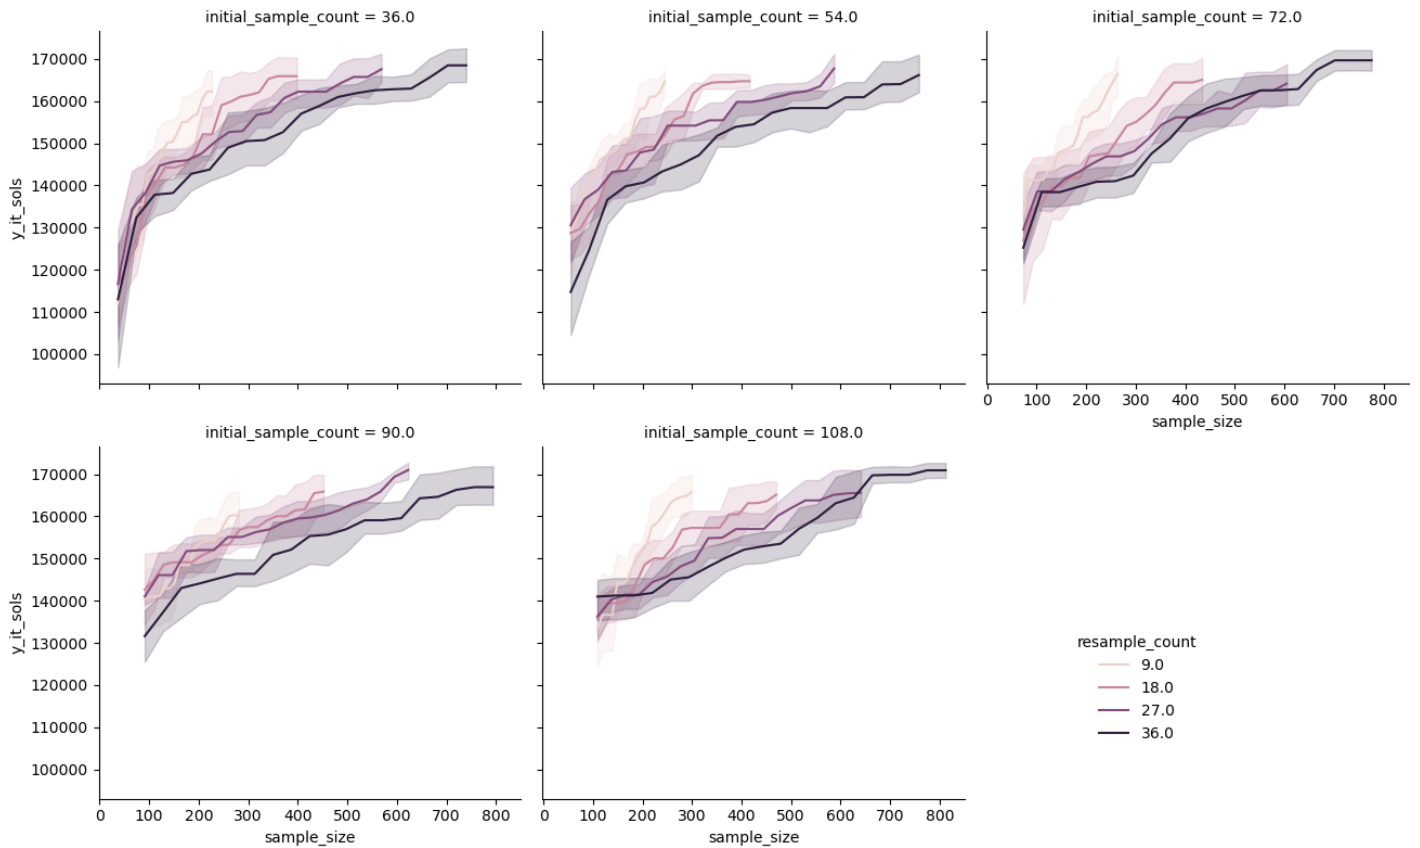 initial_sample_count = 36.0
initial_sample_count = 54.0
initial_sample_count = 72.0
170000
160000
150000
140000
130000
120000
110000
100000
y_it_sols
0 100 200 300 400 500 600 700 800
sample_size
initial_sample_count = 90.0
initial_sample_count = 108.0
170000
160000
150000
140000
130000
120000
110000
100000
y_it_sols
0 100 200 300 400 500 600 700 800
sample_size
0 100 200 300 400 500 600 700 800
sample_size
resample_count
9.0
18.0
27.0
36.0